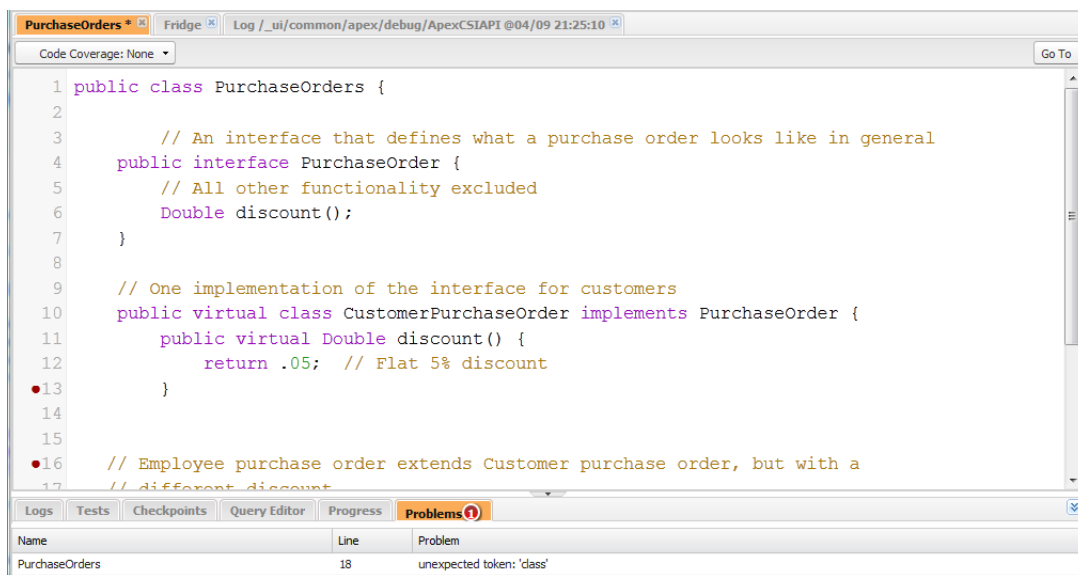 PurchaseOrders * Fridge Log /_ui/common/apex/debug/ApexCSIAPI @04/09 21:25:10
Code Coverage: None Go To
1 public class PurchaseOrders {
2
3 // An interface that defines what a purchase order looks like in general
4 public interface PurchaseOrder {
5 // All other functionality excluded
6 Double discount();
7 }
8
9 // One implementation of the interface for customers
10 public virtual class CustomerPurchaseOrder implements PurchaseOrder {
11 public virtual Double discount() {
12 return .05; // Flat 5% discount
13 }
14
15
16 // Employee purchase order extends Customer purchase order, but with a
17 // different discount
Logs Tests Checkpoints Query Editor Progress Problems 1
Name Line Problem
PurchaseOrders 18 unexpected token: 'class'